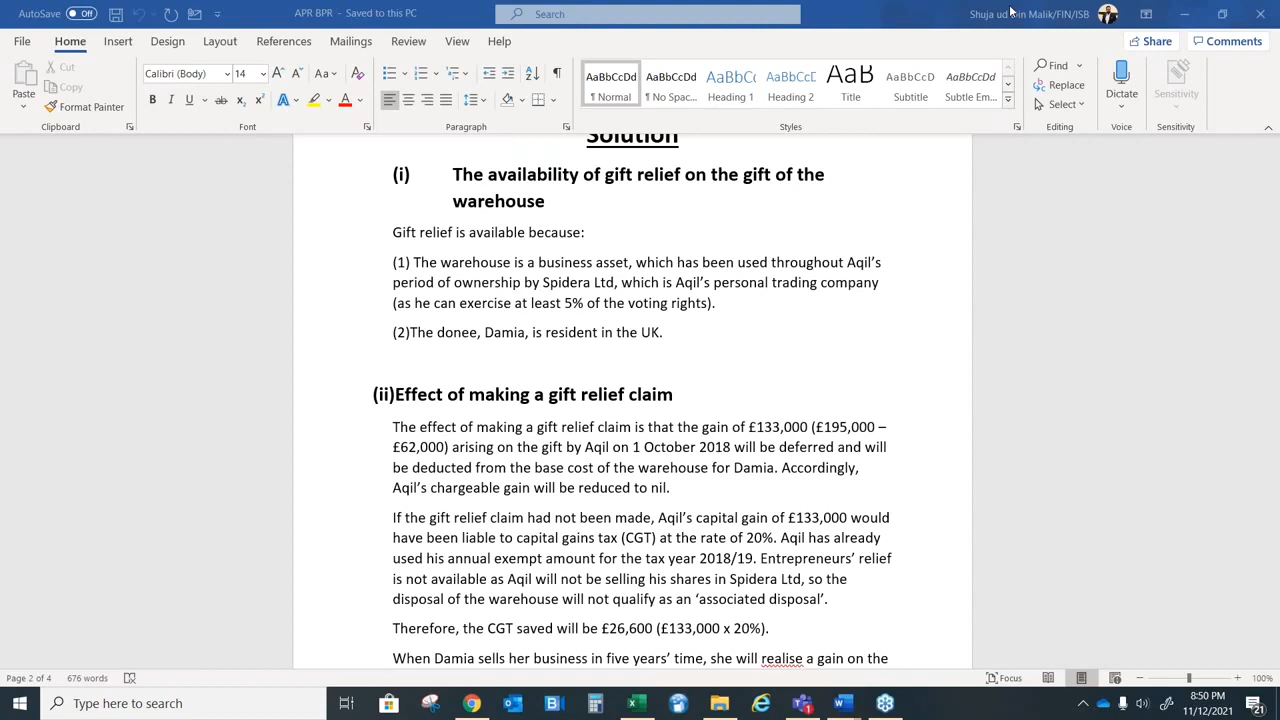 AutoSave Off APR BPR - Saved to this PC Search Shuja ud Din Malik/FIN/ISB
File Home Insert Design Layout References Mailings Review View Help Share Comments
Paste Cut Copy Format Painter
Calibri (Body) 14
AaBbCcDd AaBbCcDd AaBbCc AaBbCcE AaB AaBbCcD AaBbCcDd
¶ Normal ¶ No Spac... Heading 1 Heading 2 Title Subtitle Subtle Em...
Find Replace Select Dictate Sensitivity
Clipboard Font Paragraph Styles Editing Voice Sensitivity
Solution
(i) The availability of gift relief on the gift of the
warehouse
Gift relief is available because:
(1) The warehouse is a business asset, which has been used throughout Aqil’s
period of ownership by Spidera Ltd, which is Aqil’s personal trading company
(as he can exercise at least 5% of the voting rights).
(2)The donee, Damia, is resident in the UK.
(ii)Effect of making a gift relief claim
The effect of making a gift relief claim is that the gain of £133,000 (£195,000 –
£62,000) arising on the gift by Aqil on 1 October 2018 will be deferred and will
be deducted from the base cost of the warehouse for Damia. Accordingly,
Aqil’s chargeable gain will be reduced to nil.
If the gift relief claim had not been made, Aqil’s capital gain of £133,000 would
have been liable to capital gains tax (CGT) at the rate of 20%. Aqil has already
used his annual exempt amount for the tax year 2018/19. Entrepreneurs’ relief
is not available as Aqil will not be selling his shares in Spidera Ltd, so the
disposal of the warehouse will not qualify as an ‘associated disposal’.
Therefore, the CGT saved will be £26,600 (£133,000 x 20%).
When Damia sells her business in five years’ time, she will realise a gain on the
Page 2 of 4 676 words Focus 100%
Type here to search
8:50 PM
11/12/2021
21